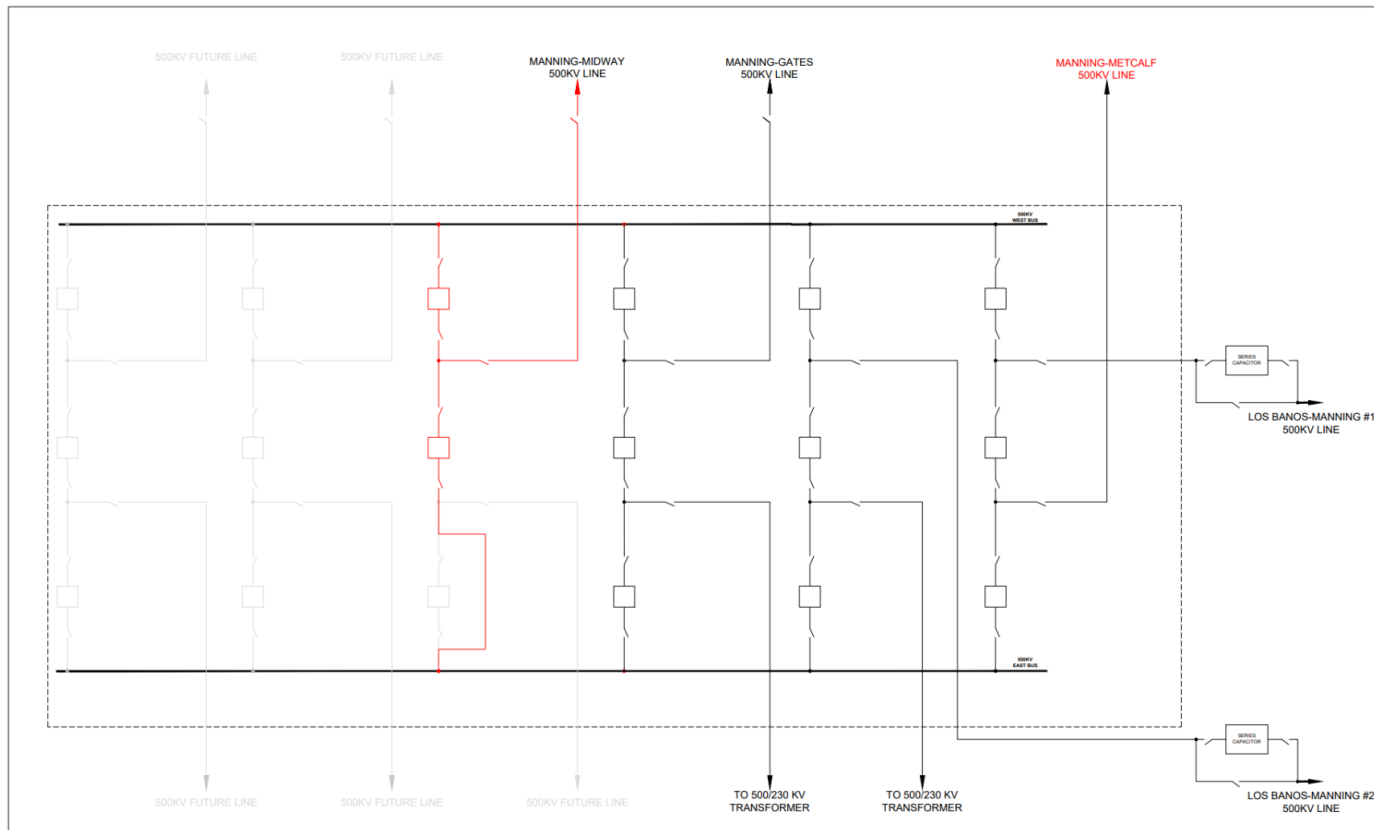 500KV FUTURE LINE
500KV FUTURE LINE
MANNING-MIDWAY
500KV LINE
MANNING-GATES
500KV LINE
MANNING-METCALF
500KV LINE
500KV
WEST BUS
SERIES
CAPACITOR
LOS BANOS-MANNING #1
500KV LINE
500KV
EAST BUS
SERIES
CAPACITOR
500KV FUTURE LINE
500KV FUTURE LINE
500KV FUTURE LINE
TO 500/230 KV
TRANSFORMER
TO 500/230 KV
TRANSFORMER
LOS BANOS-MANNING #2
500KV LINE